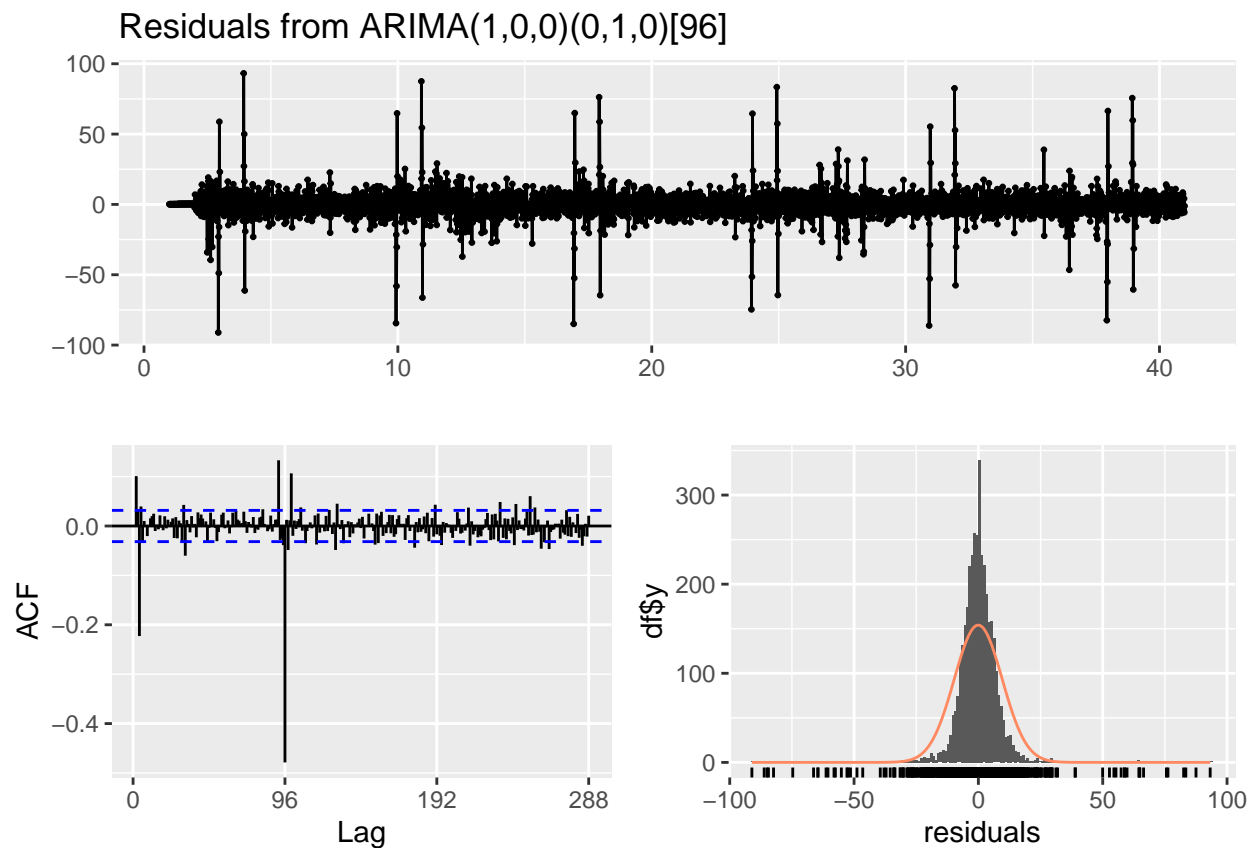 Residuals from ARIMA(1,0,0)(0,1,0)[96]
100
50
0
−50
−100
0 10 20 30 40
ACF
0.0
−0.2
−0.4
0 96 192 288
Lag
df$y
300
200
100
0
−100 −50 0 50 100
residuals